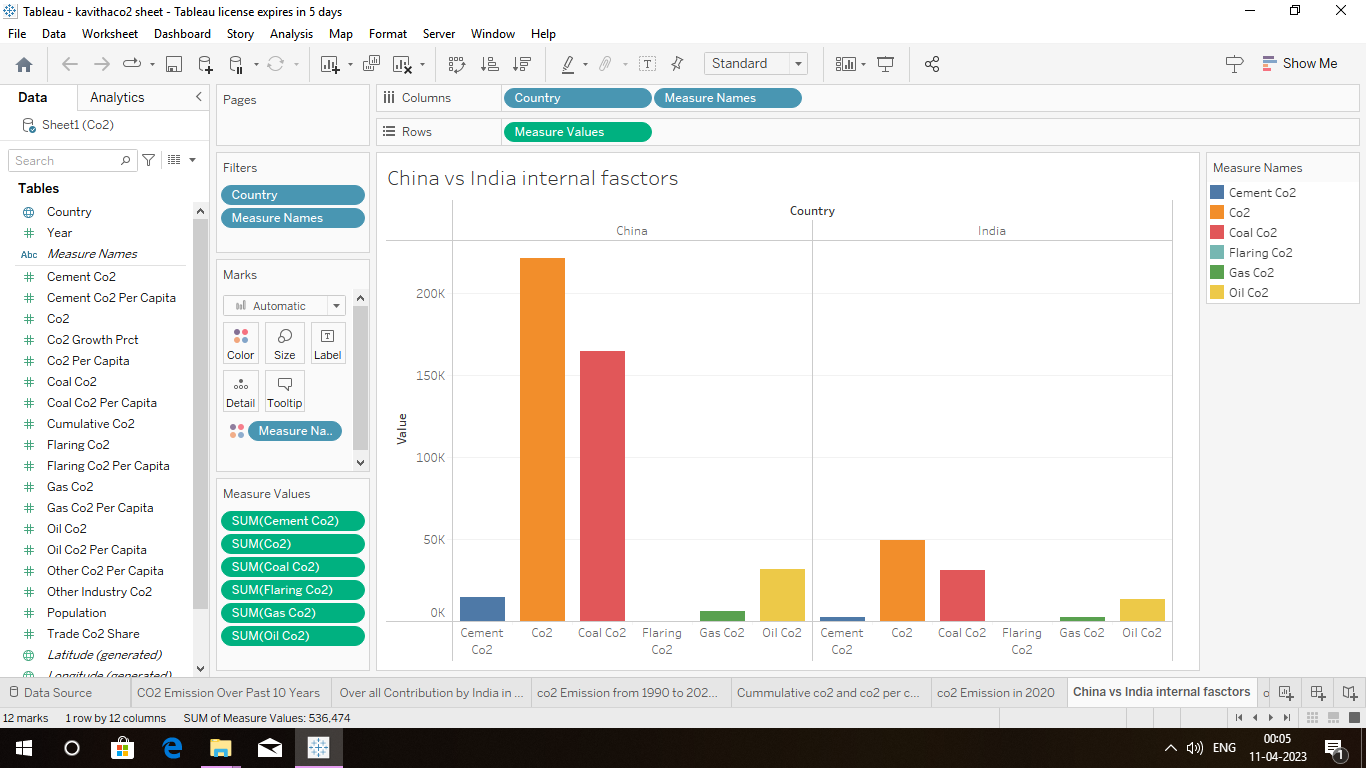 Tableau - kavithaco2 sheet - Tableau license expires in 5 days
File Data Worksheet Dashboard Story Analysis Map Format Server Window Help
Standard
Show Me
Data Analytics
Sheet1 (Co2)
Search
Tables
Country
Year
Abc Measure Names
Cement Co2
Cement Co2 Per Capita
Co2
Co2 Growth Prct
Co2 Per Capita
Coal Co2
Coal Co2 Per Capita
Cumulative Co2
Flaring Co2
Flaring Co2 Per Capita
Gas Co2
Gas Co2 Per Capita
Oil Co2
Oil Co2 Per Capita
Other Co2 Per Capita
Other Industry Co2
Population
Trade Co2 Share
Latitude (generated)
Longitude (generated)
Pages
Filters
Country
Measure Names
Marks
Automatic
Color Size Label
Detail Tooltip
Measure Na..
Measure Values
SUM(Cement Co2)
SUM(Co2)
SUM(Coal Co2)
SUM(Flaring Co2)
SUM(Gas Co2)
SUM(Oil Co2)
Columns Country Measure Names
Rows Measure Values
China vs India internal fasctors
Country
China India
Value
200K
150K
100K
50K
0K
Cement Co2 Coal Co2 Flaring Gas Co2 Oil Co2 Cement Co2 Coal Co2 Flaring Gas Co2 Oil Co2
Co2 Co2 Co2 Co2
Measure Names
Cement Co2
Co2
Coal Co2
Flaring Co2
Gas Co2
Oil Co2
Data Source CO2 Emission Over Past 10 Years Over all Contribution by India in ... co2 Emission from 1990 to 202... Cummulative co2 and co2 per c... co2 Emission in 2020 China vs India internal fasctors
12 marks 1 row by 12 columns SUM of Measure Values: 536,474
ENG
00:05
11-04-2023
1